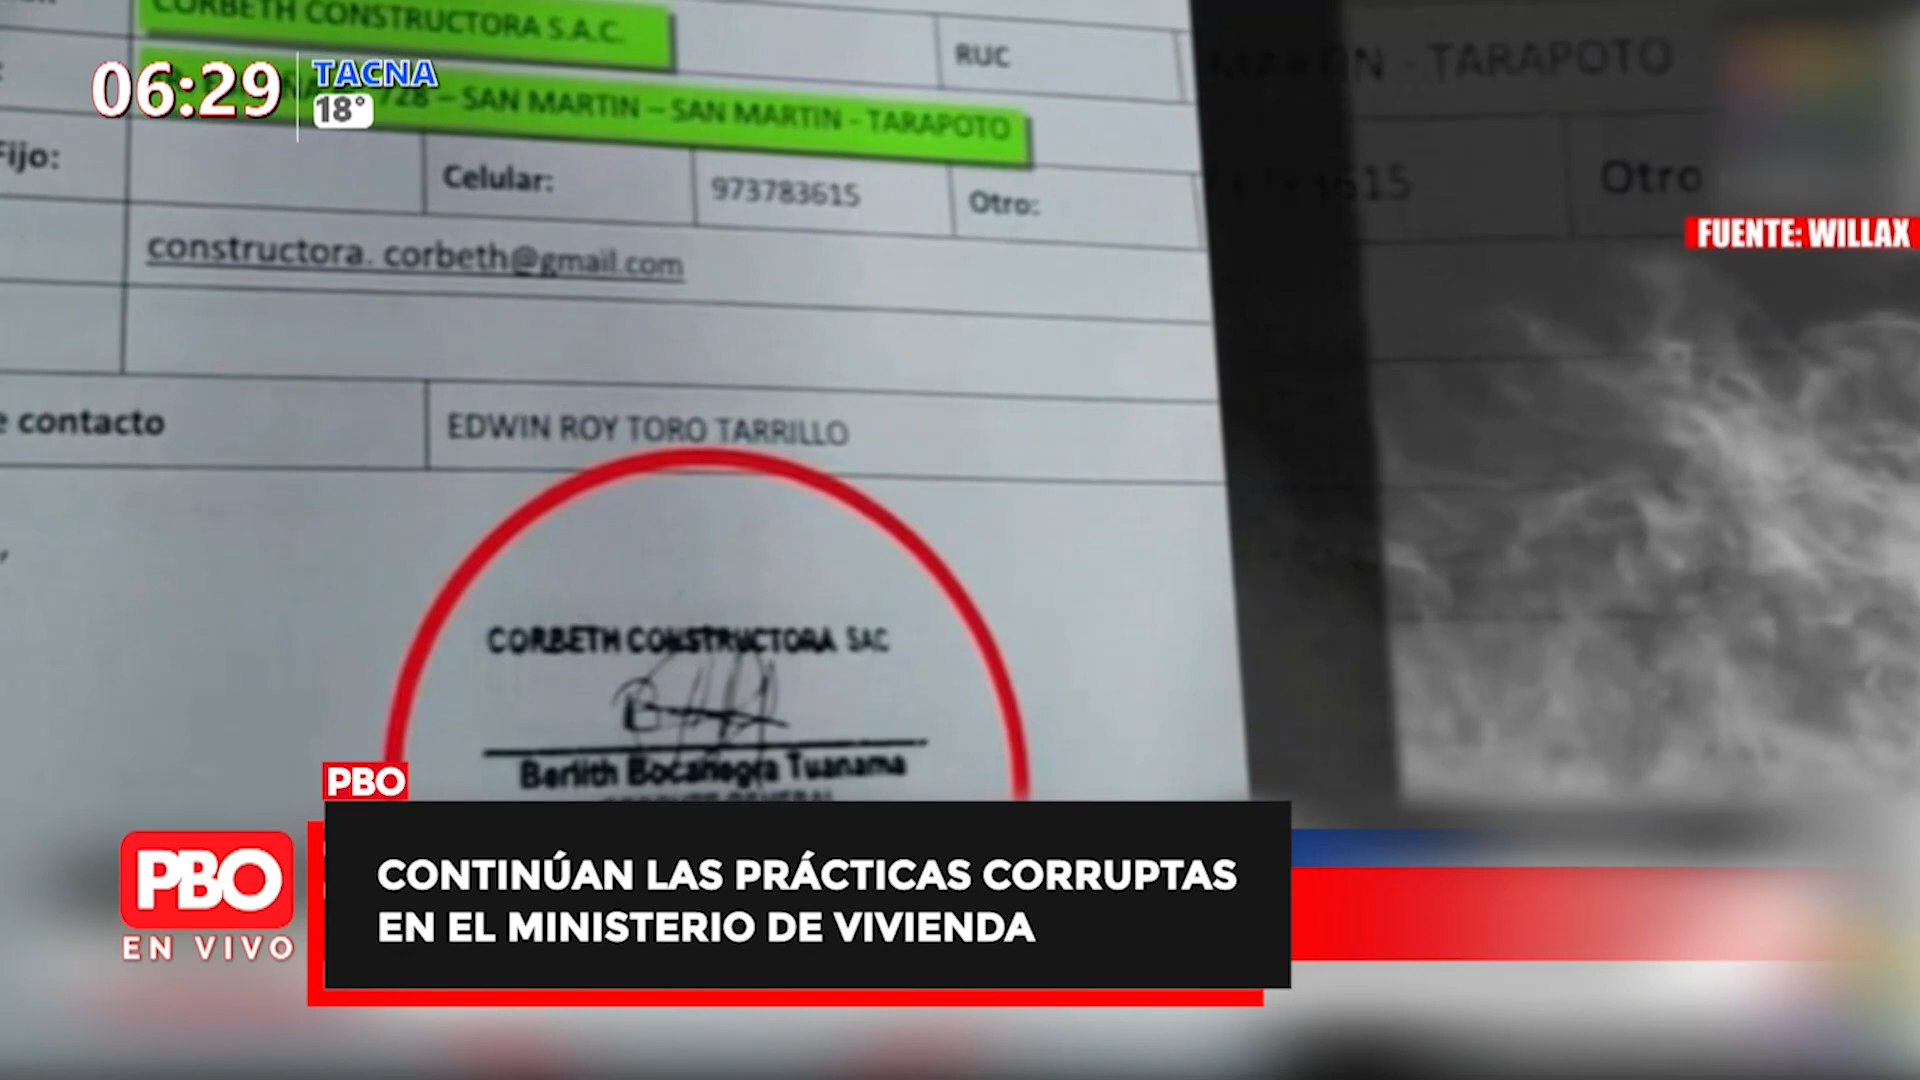 CORBETH CONSTRUCTORA S.A.C.
RUC
06:29
TACNA
18°
728 – SAN MARTIN – SAN MARTIN - TARAPOTO
- TARAPOTO
Fijo:
Celular:
973783615
Otro:
Otro
FUENTE: WILLAX
constructora. corbeth@gmail.com
e contacto
EDWIN ROY TORO TARRILLO
CORBETH CONSTRUCTORA SAC
Berlith Bocanegra Tuanama
PBO
PBO
EN VIVO
CONTINÚAN LAS PRÁCTICAS CORRUPTAS
EN EL MINISTERIO DE VIVIENDA